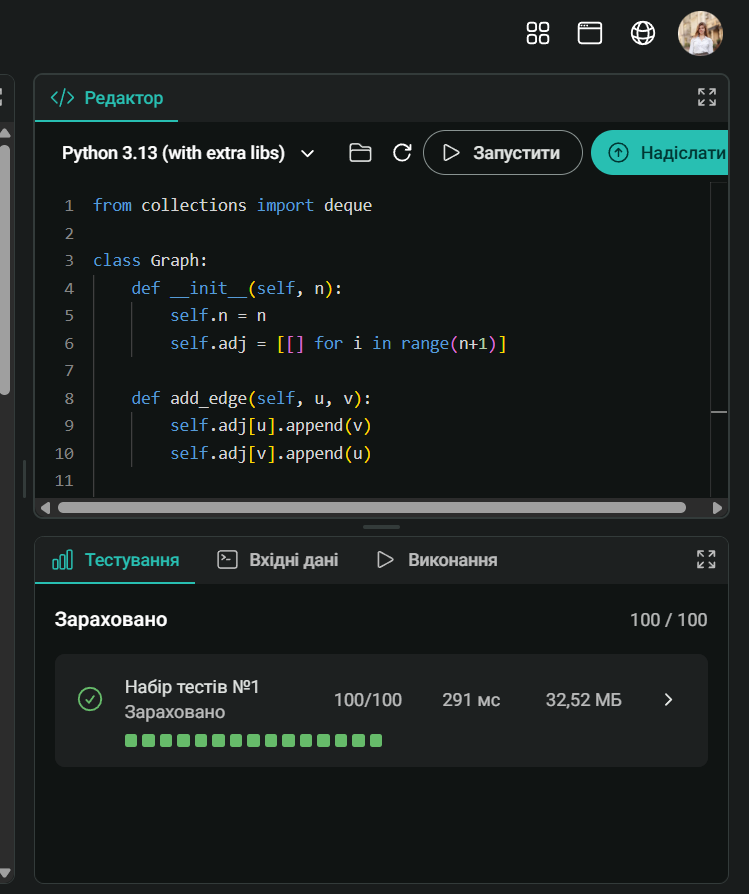 Редактор
Python 3.13 (with extra libs)
Запустити
Надіслати
1 from collections import deque
2
3 class Graph:
4     def __init__(self, n):
5         self.n = n
6         self.adj = [[] for i in range(n+1)]
7
8     def add_edge(self, u, v):
9         self.adj[u].append(v)
10         self.adj[v].append(u)
11
Тестування Вхідні дані Виконання
Зараховано 100 / 100
Набір тестів №1
Зараховано
100/100 291 мс 32,52 МБ